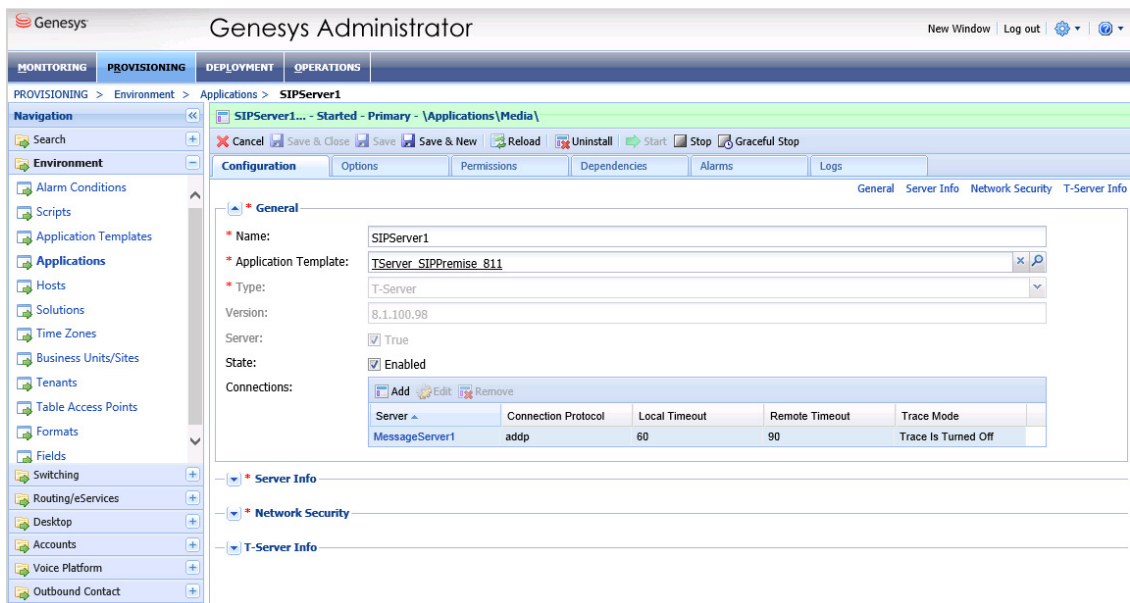 Genesys
Genesys Administrator
New Window Log out
MONITORING PROVISIONING DEPLOYMENT OPERATIONS
PROVISIONING > Environment > Applications > SIPServer1
Navigation
Search
Environment
Alarm Conditions
Scripts
Application Templates
Applications
Hosts
Solutions
Time Zones
Business Units/Sites
Tenants
Table Access Points
Formats
Fields
Switching
Routing/eServices
Desktop
Accounts
Voice Platform
Outbound Contact
SIPServer1... - Started - Primary - \Applications\Media\
Cancel Save & Close Save Save & New Reload Uninstall Start Stop Graceful Stop
Configuration Options Permissions Dependencies Alarms Logs
General Server Info Network Security T-Server Info
* General
* Name: SIPServer1
* Application Template: TServer_SIPPremise_811
* Type: T-Server
Version: 8.1.100.98
Server: True
State: Enabled
Connections: Add Edit Remove
Server Connection Protocol Local Timeout Remote Timeout Trace Mode
MessageServer1 addp 60 90 Trace Is Turned Off
* Server Info
* Network Security
T-Server Info